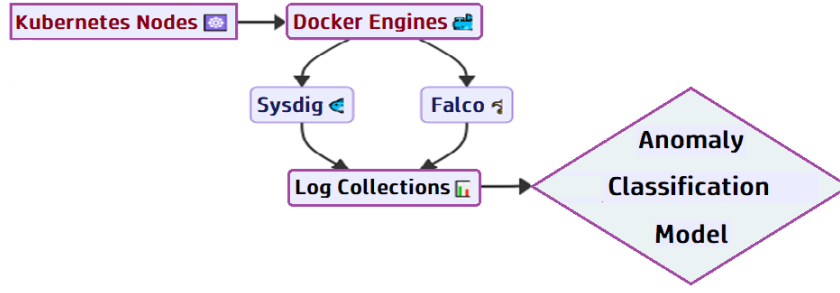 Kubernetes Nodes
Docker Engines
Sysdig
Falco
Log Collections
Anomaly
Classification
Model